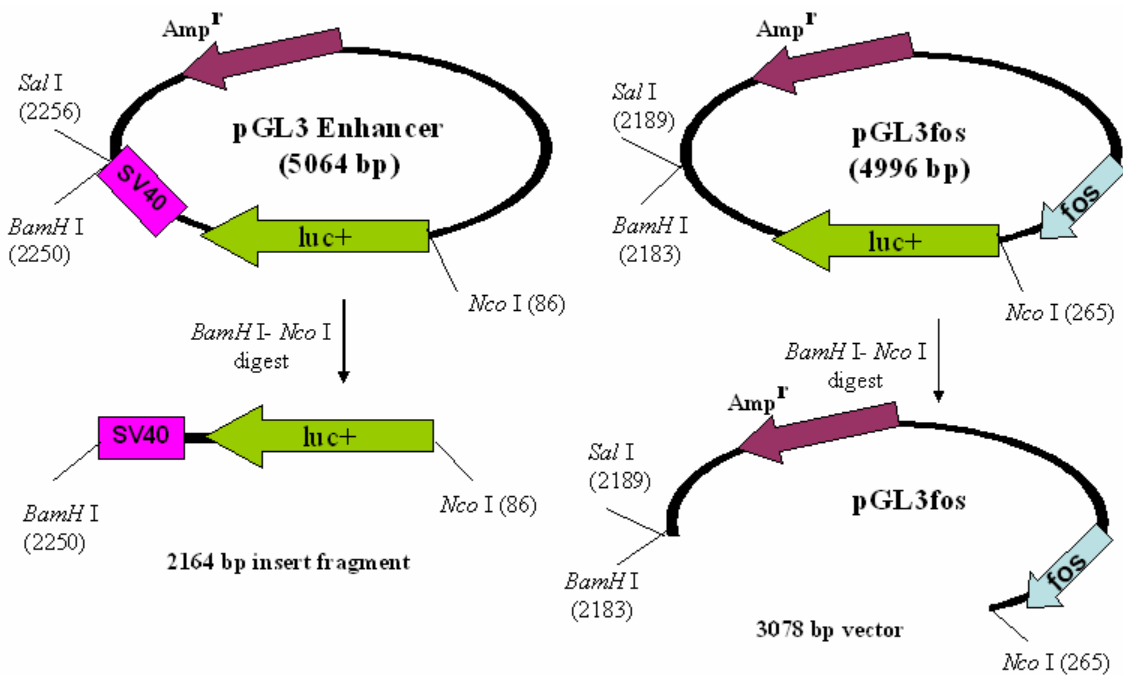 Amp r
Sal I
(2256)
pGL3 Enhancer
(5064 bp)
SV40
BamH I
(2250)
luc+
Nco I (86)
BamH I- Nco I
digest
SV40
luc+
BamH I
(2250)
Nco I (86)
2164 bp insert fragment
Amp r
Sal I
(2189)
pGL3fos
(4996 bp)
fos
BamH I
(2183)
luc+
Nco I (265)
BamH I- Nco I
digest
Amp r
Sal I
(2189)
pGL3fos
BamH I
(2183)
fos
3078 bp vector
Nco I (265)